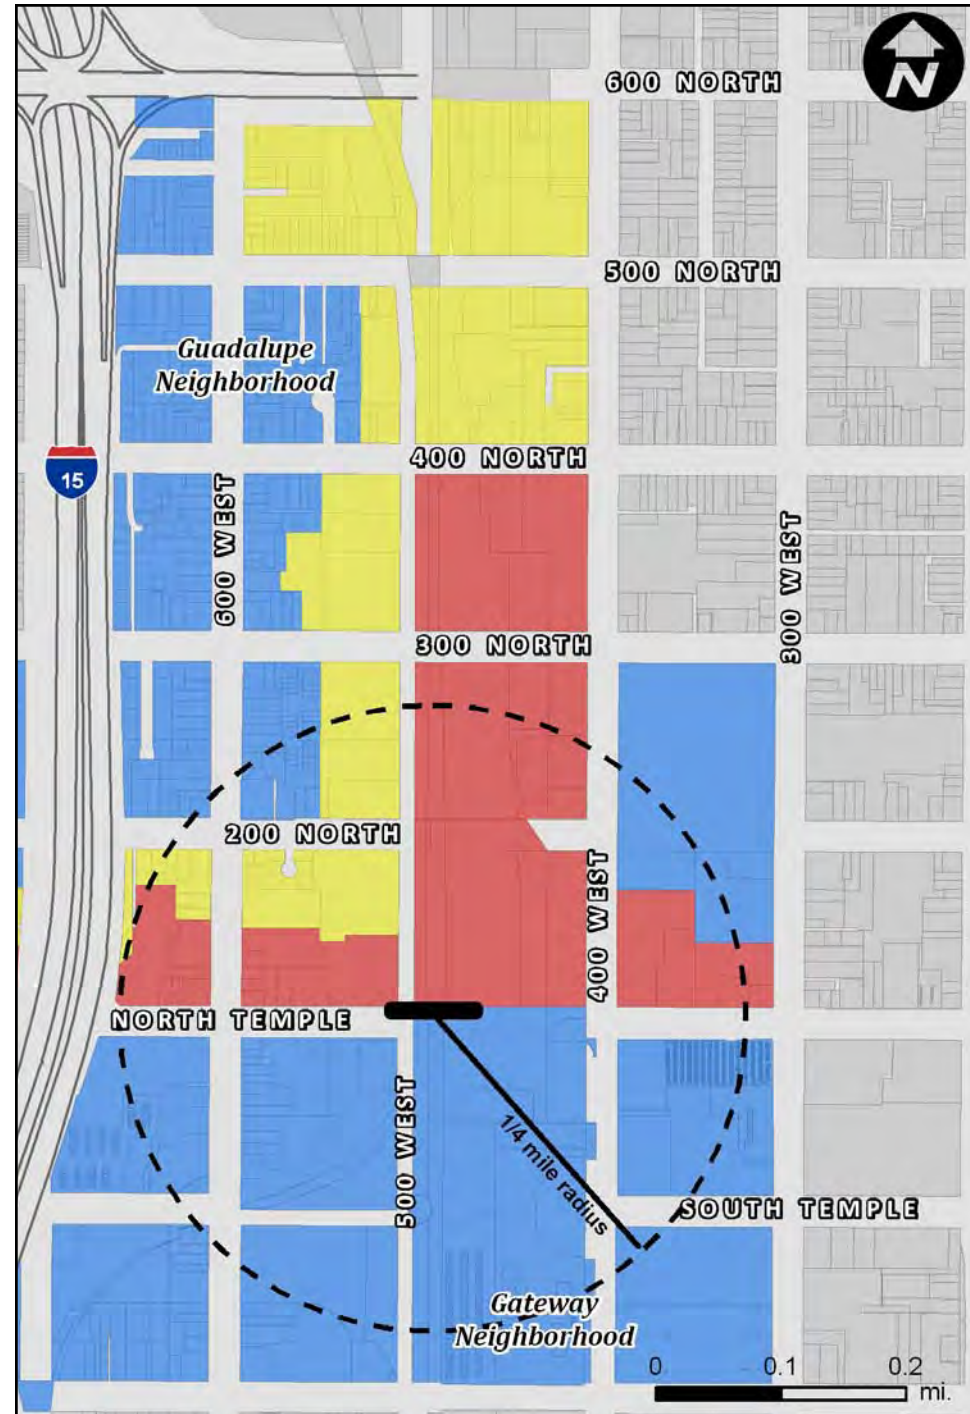 N
600 NORTH
500 NORTH
Guadalupe
Neighborhood
400 NORTH
15
600 WEST
300 WEST
300 NORTH
200 NORTH
400 WEST
NORTH TEMPLE
500 WEST
1/4 mile radius
SOUTH TEMPLE
Gateway
Neighborhood
0 0.1 0.2
mi.